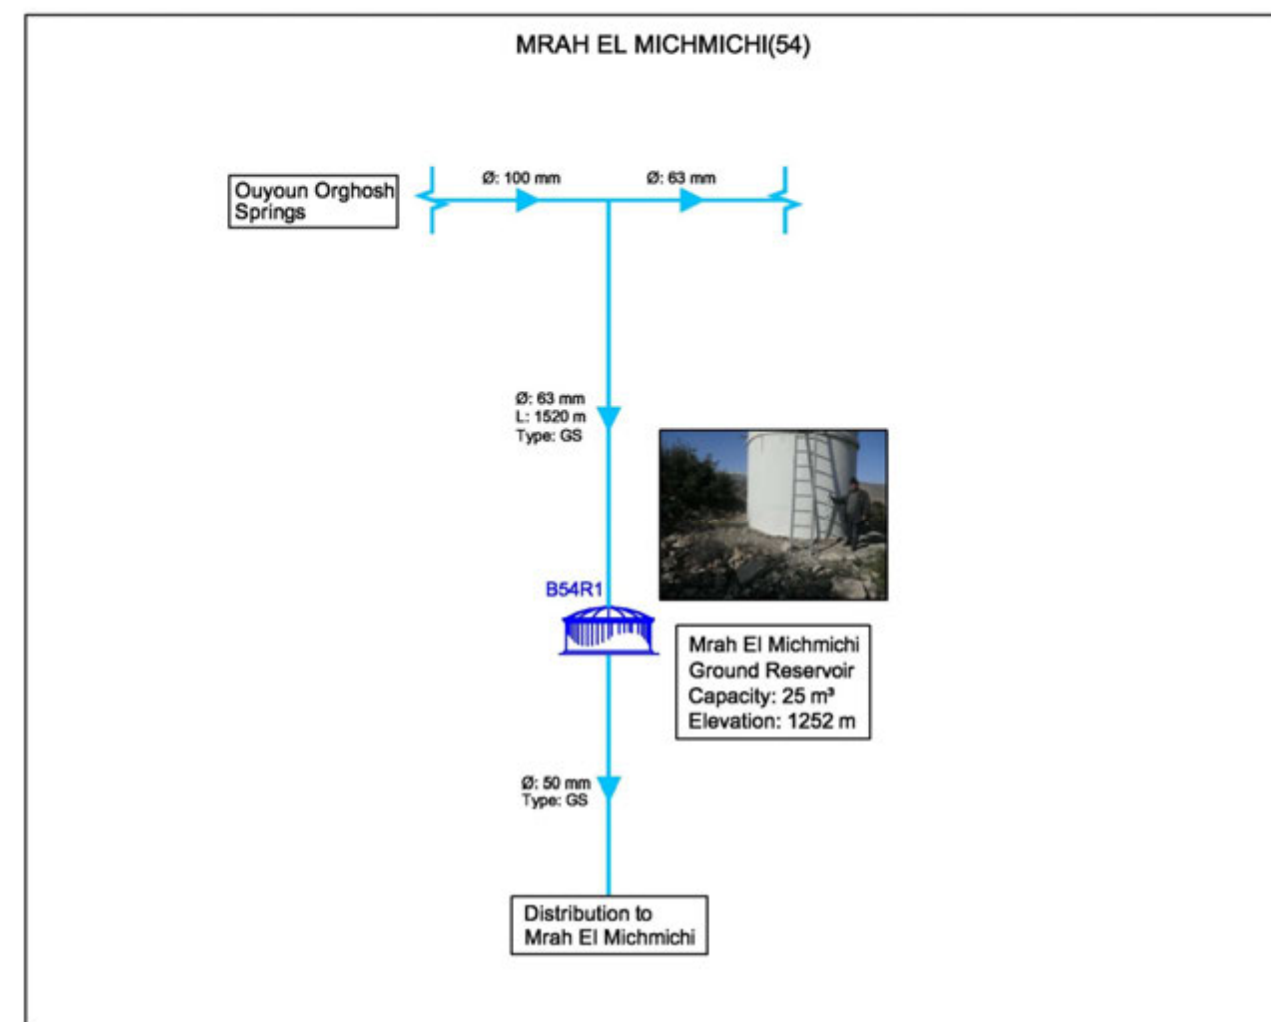 MRAH EL MICHMICHI(54)
Ouyoun Orghosh
Springs
Ø: 100 mm
Ø: 63 mm
Ø: 63 mm
L: 1520 m
Type: GS
B54R1
Mrah El Michmichi
Ground Reservoir
Capacity: 25 m³
Elevation: 1252 m
Ø: 50 mm
Type: GS
Distribution to
Mrah El Michmichi